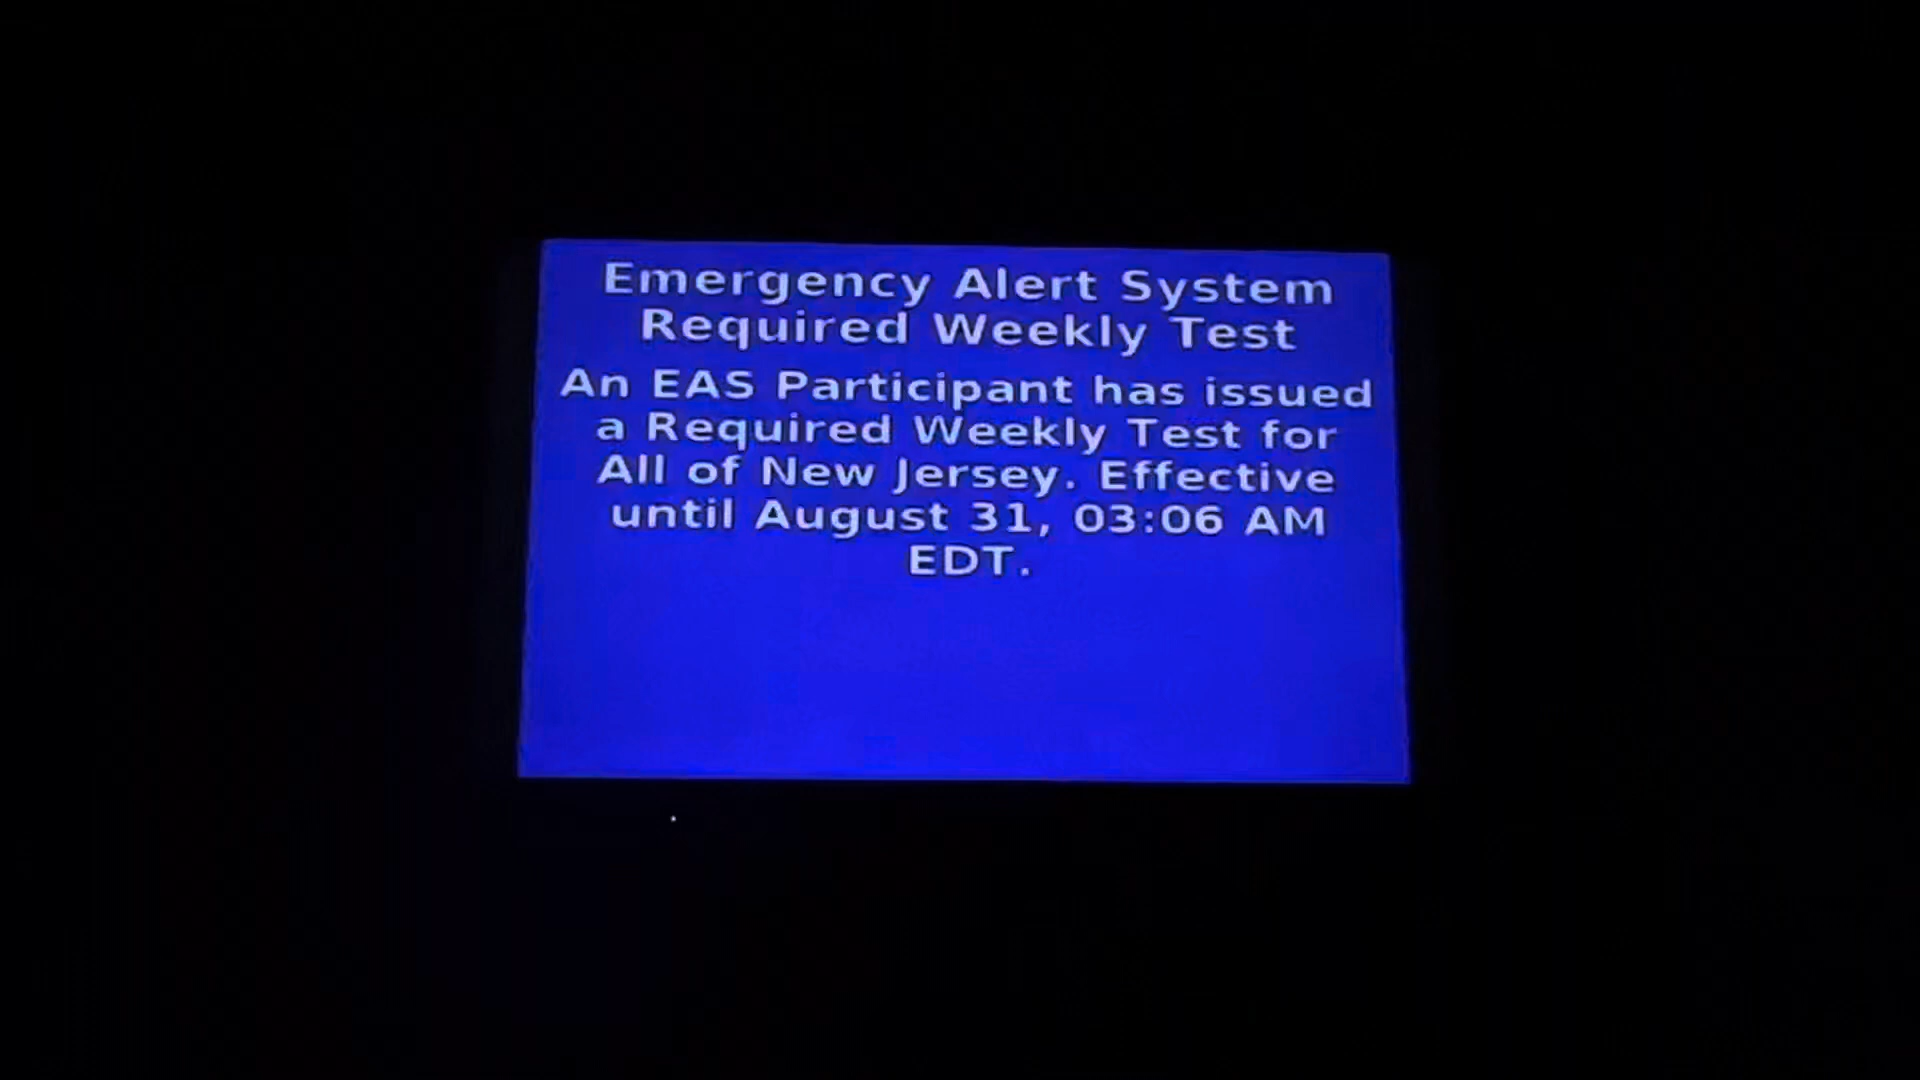 Emergency Alert System
Required Weekly Test
An EAS Participant has issued
a Required Weekly Test for
All of New Jersey. Effective
until August 31, 03:06 AM
EDT.